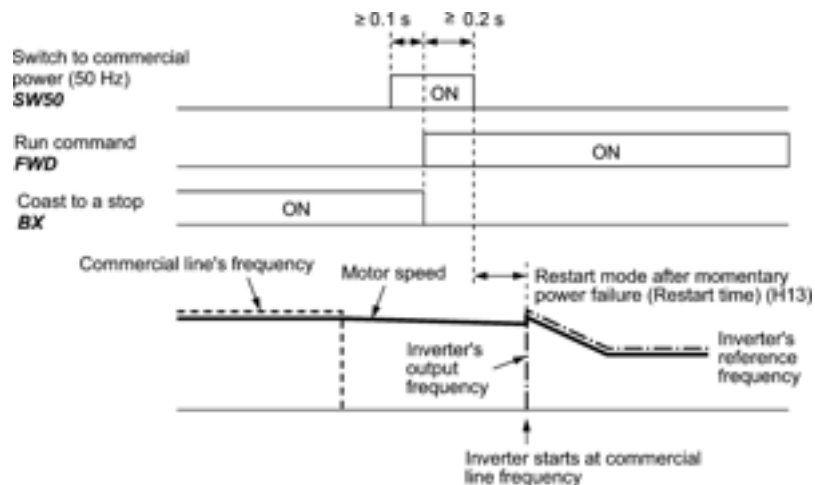 ≥ 0.1 s
≥ 0.2 s
Switch to commercial
power (50 Hz)
SW50
ON
Run command
FWD
ON
Coast to a stop
BX
ON
Commercial line's frequency
Motor speed
Restart mode after momentary
power failure (Restart time) (H13)
Inverter's
output
frequency
Inverter's
reference
frequency
Inverter starts at commercial
line frequency